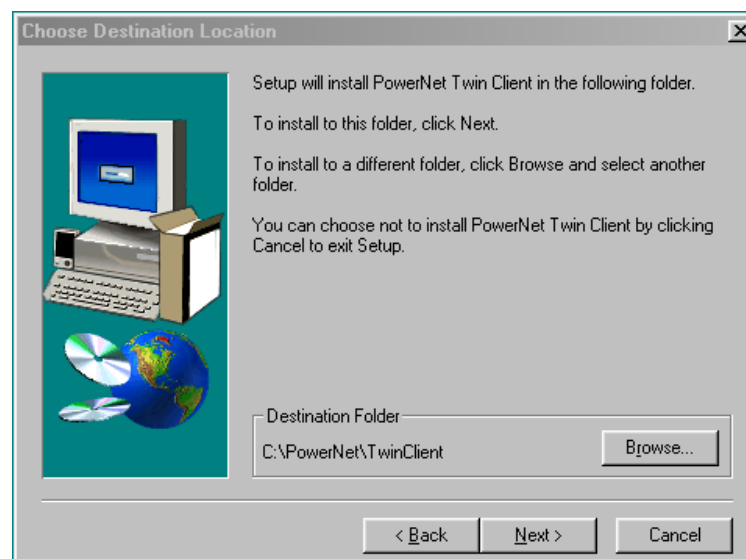 Choose Destination Location
Setup will install PowerNet Twin Client in the following folder.
To install to this folder, click Next.
To install to a different folder, click Browse and select another
folder.
You can choose not to install PowerNet Twin Client by clicking
Cancel to exit Setup.
Destination Folder
C:\PowerNet\TwinClient
Browse...
< Back
Next >
Cancel